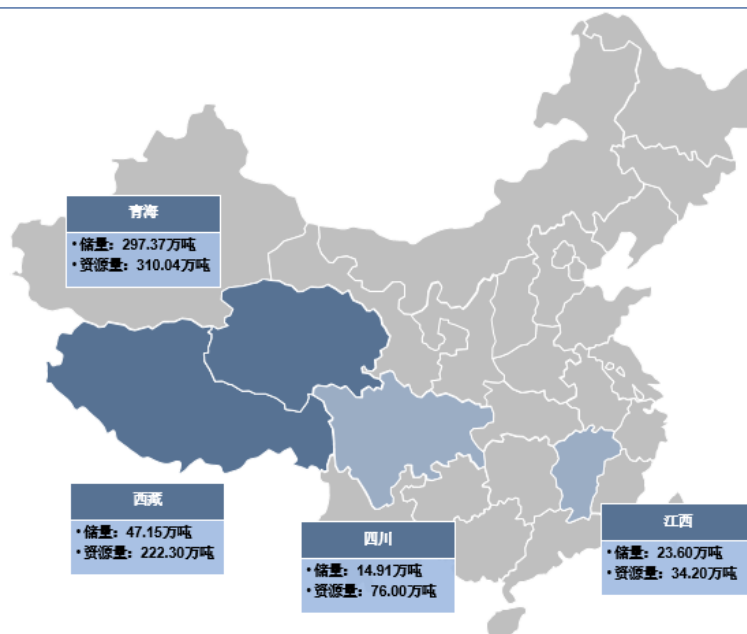 青海
•储量：297.37万吨
•资源量：310.04万吨
西藏
•储量：47.15万吨
•资源量：222.30万吨
四川
•储量：14.91万吨
•资源量：76.00万吨
江西
•储量：23.60万吨
•资源量：34.20万吨